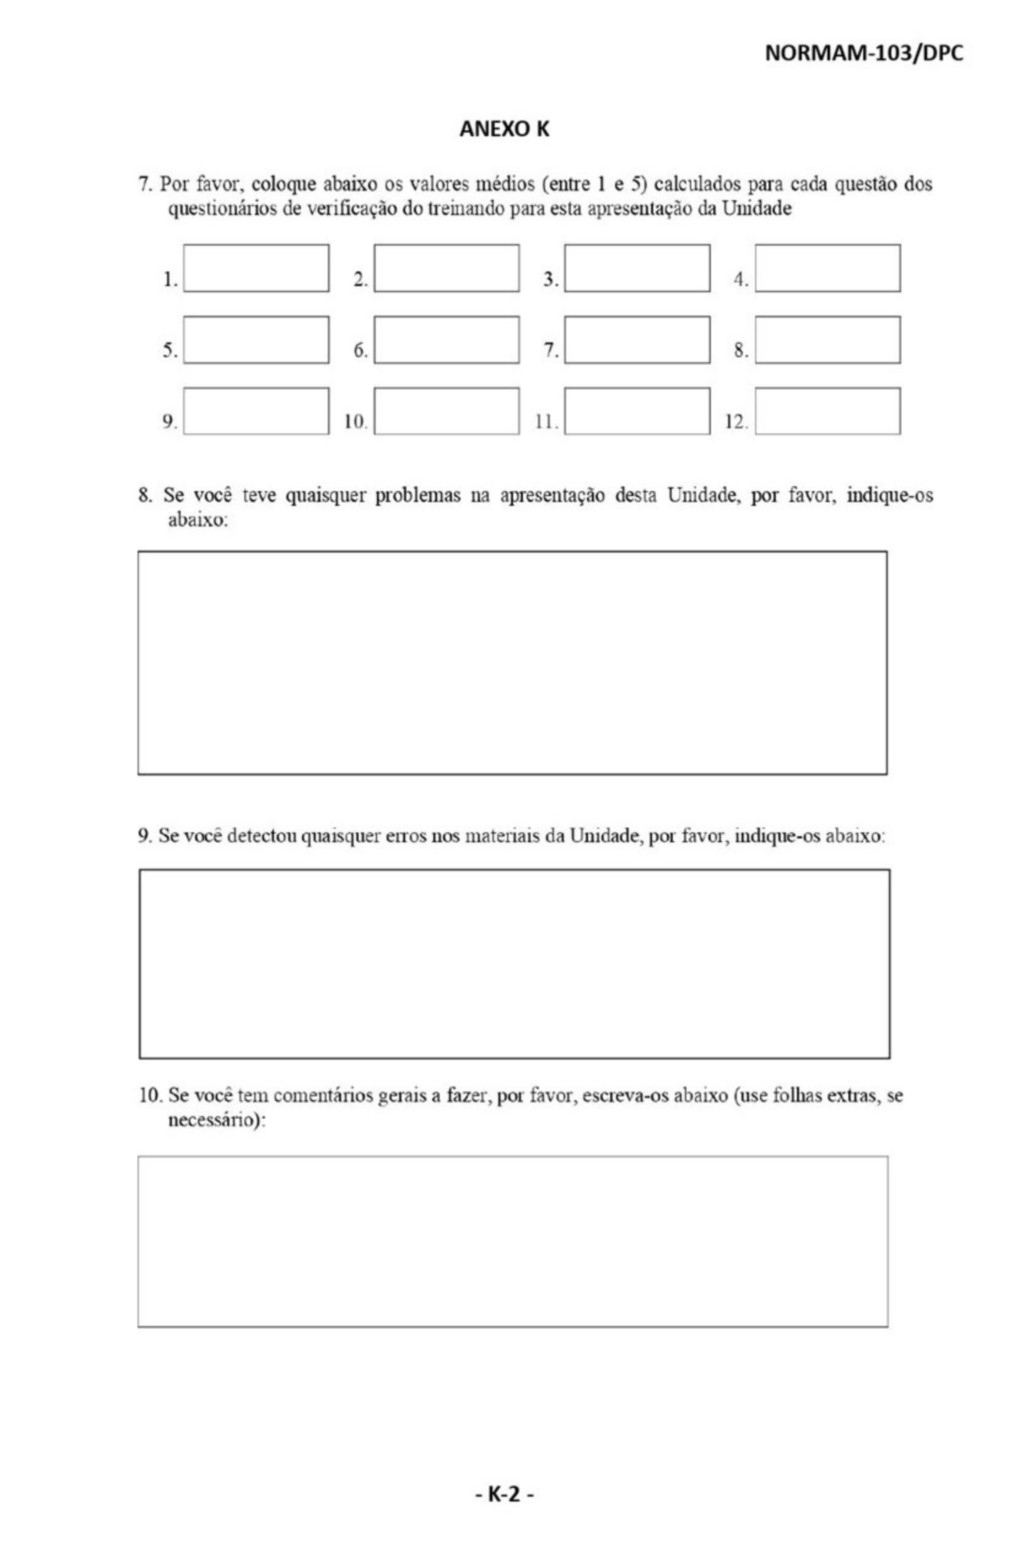 NORMAM-103/DPC
ANEXO K
7. Por favor, coloque abaixo os valores médios (entre 1 e 5) calculados para cada questão dos
questionários de verificação do treinando para esta apresentação da Unidade
1. 2. 3. 4.
5. 6. 7. 8.
9. 10. 11. 12.
8. Se você teve quaisquer problemas na apresentação desta Unidade, por favor, indique-os
abaixo:
9. Se você detectou quaisquer erros nos materiais da Unidade, por favor, indique-os abaixo:
10. Se você tem comentários gerais a fazer, por favor, escreva-os abaixo (use folhas extras, se
necessário):
- K-2 -